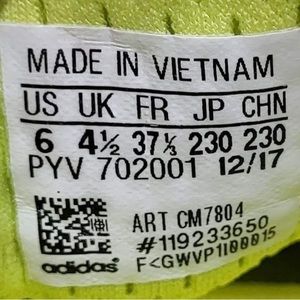 MADE IN VIETNAM
US UK FR JP CHN
6 4½ 37⅓ 230 230
PYV 702001 12/17
ART CM7804
#119233650
adidas F<GWVP1I00015